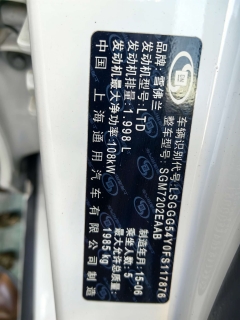 车辆识别代号: LSGGG54Y0FS117876
整车型号: SGM7202EAAB
品牌: 雪佛兰
制造年月: 15-06
发动机型号: LTD
乘坐人数: 5
发动机排量: 1.998 L
最大允许总质量: 1985 kg
发动机最大净功率: 108kW
中国 上海通用汽车有限公司制造